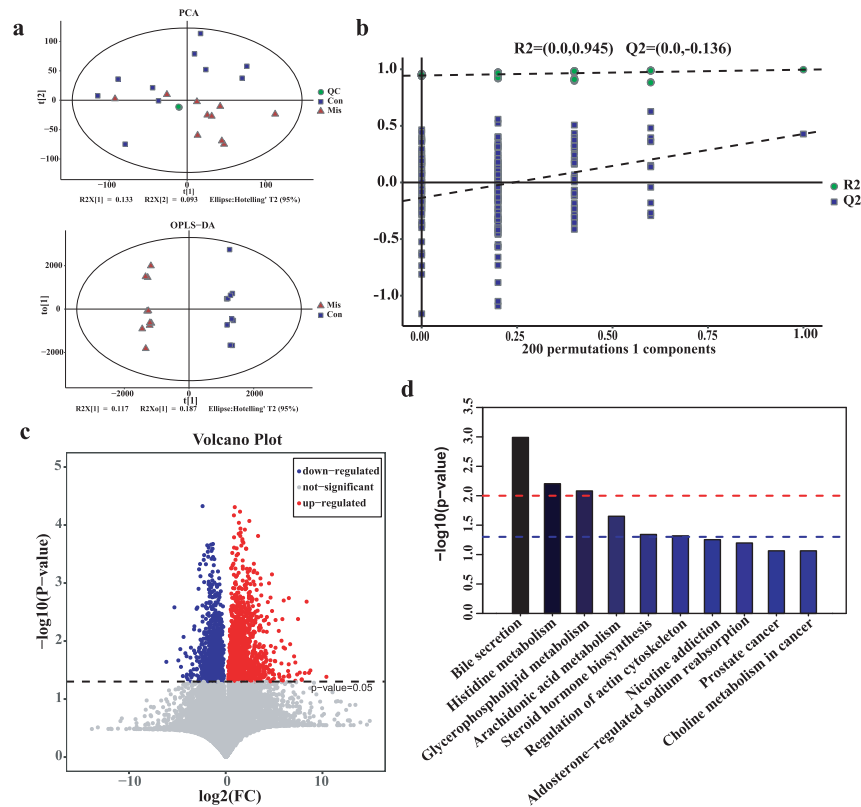 a
PCA
100
50
0
−50
−100
t[2]
−100
0
100
t[1]
R2X[1] = 0.133
R2X[2] = 0.093
Ellipse:Hotelling' T2 (95%)
QC
Con
Mis
OPLS−DA
2000
0
−2000
to[1]
−2000
0
2000
t[1]
R2X[1] = 0.117
R2Xo[1] = 0.187
Ellipse:Hotelling' T2 (95%)
Mis
Con
b
R2=(0.0,0.945) Q2=(0.0,-0.136)
1.0
0.5
0.0
-0.5
-1.0
0.00
0.25
0.50
0.75
1.00
200 permutations 1 components
R2
Q2
c
Volcano Plot
5
4
3
2
1
0
−log10(P−value)
down−regulated
not−significant
up−regulated
p−value=0.05
−10
0
10
log2(FC)
d
3.5
3.0
2.5
2.0
1.5
1.0
0.5
0.0
−log10(p−value)
Bile secretion
Histidine metabolism
Glycerophospholipid metabolism
Arachidonic acid metabolism
Steroid hormone biosynthesis
Regulation of actin cytoskeleton
Nicotine addiction
Aldosterone−regulated sodium reabsorption
Prostate cancer
Choline metabolism in cancer